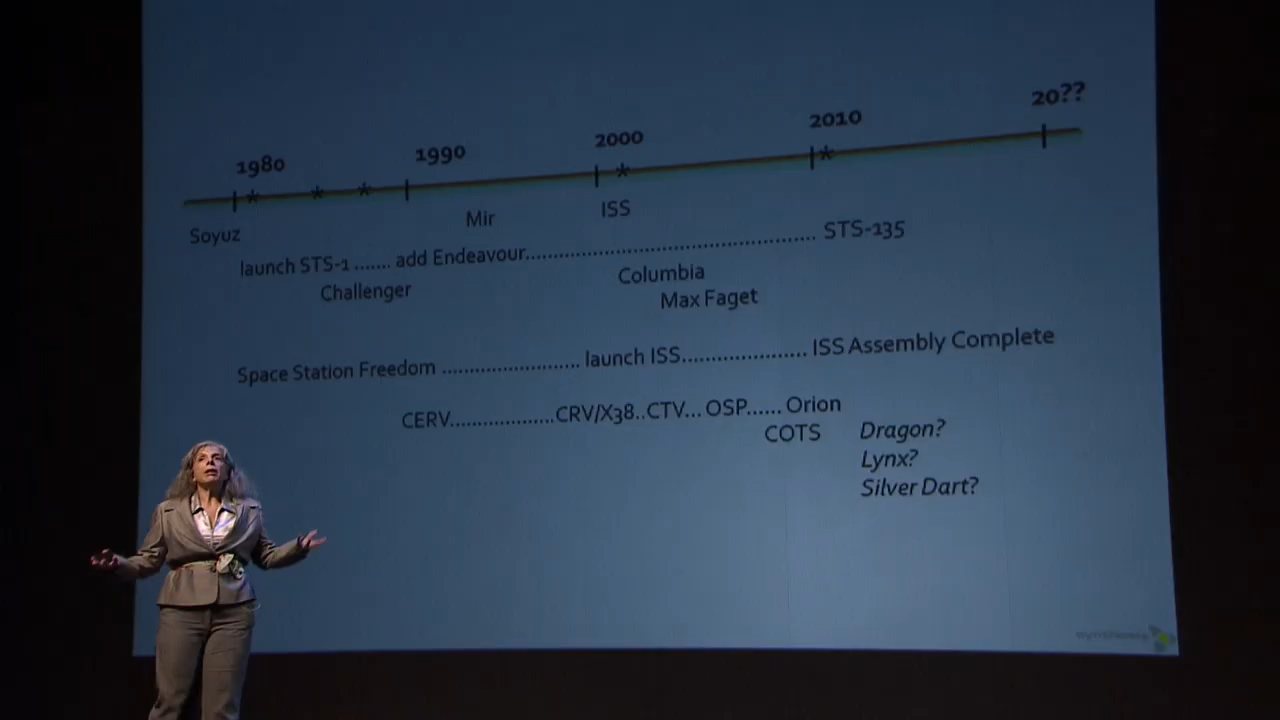 1980 1990 2000 2010 20??
Soyuz Mir ISS
launch STS-1 ....... add Endeavour................................................ STS-135
Challenger Columbia
Max Faget
Space Station Freedom ....................... launch ISS..................... ISS Assembly Complete
CERV..................CRV/X38..CTV... OSP...... Orion
COTS Dragon?
Lynx?
Silver Dart?